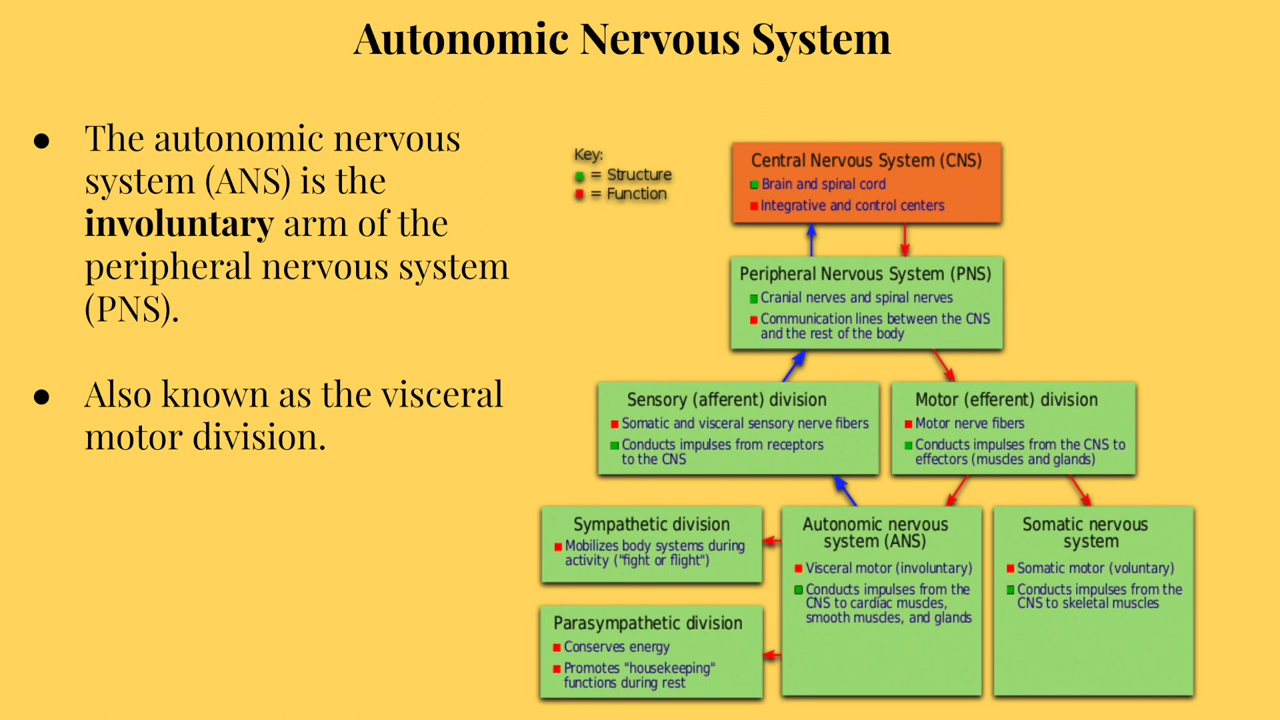 Autonomic Nervous System
● The autonomic nervous
system (ANS) is the
involuntary arm of the
peripheral nervous system
(PNS).
● Also known as the visceral
motor division.
Key:
= Structure
= Function
Central Nervous System (CNS)
Brain and spinal cord
Integrative and control centers
Peripheral Nervous System (PNS)
Cranial nerves and spinal nerves
Communication lines between the CNS
and the rest of the body
Sensory (afferent) division
Somatic and visceral sensory nerve fibers
Conducts impulses from receptors
to the CNS
Motor (efferent) division
Motor nerve fibers
Conducts impulses from the CNS to
effectors (muscles and glands)
Sympathetic division
Mobilizes body systems during
activity ("fight or flight")
Parasympathetic division
Conserves energy
Promotes "housekeeping"
functions during rest
Autonomic nervous
system (ANS)
Visceral motor (involuntary)
Conducts impulses from the
CNS to cardiac muscles,
smooth muscles, and glands
Somatic nervous
system
Somatic motor (voluntary)
Conducts impulses from the
CNS to skeletal muscles